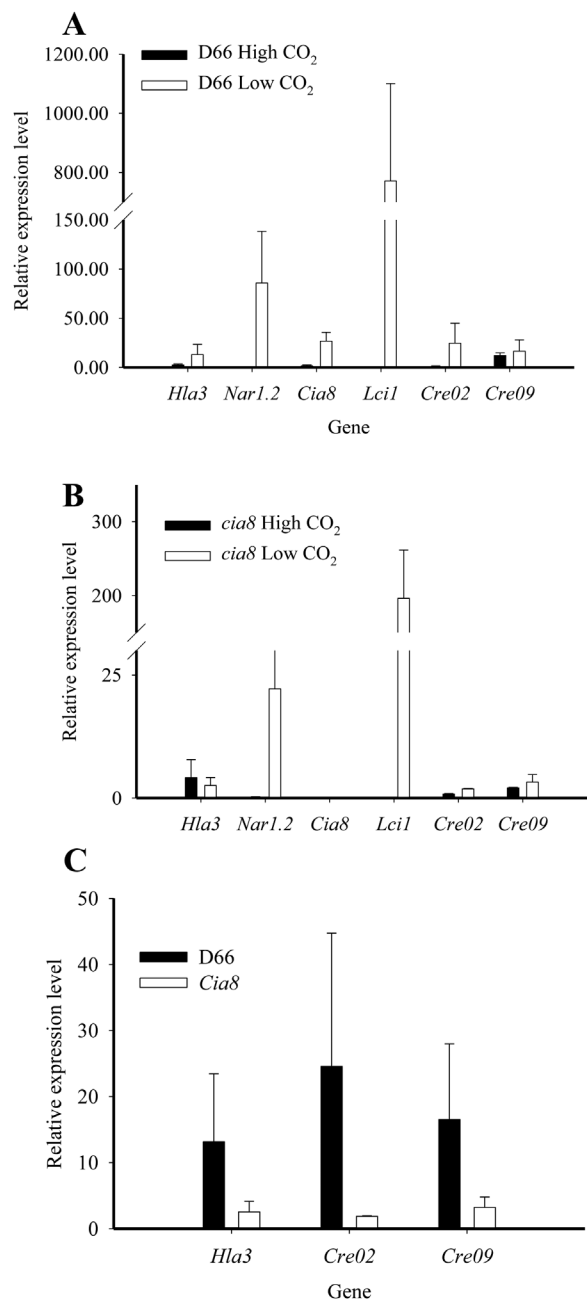 A
D66 High CO₂
D66 Low CO₂
Relative expression level
1200.00
1000.00
800.00
150.00
100.00
50.00
0.00
Hla3 Nar1.2 Cia8 Lci1 Cre02 Cre09
Gene
B
cia8 High CO₂
cia8 Low CO₂
Relative expression level
300
200
25
0
Hla3 Nar1.2 Cia8 Lci1 Cre02 Cre09
C
D66
Cia8
Relative expression level
50
40
30
20
10
0
Hla3 Cre02 Cre09
Gene